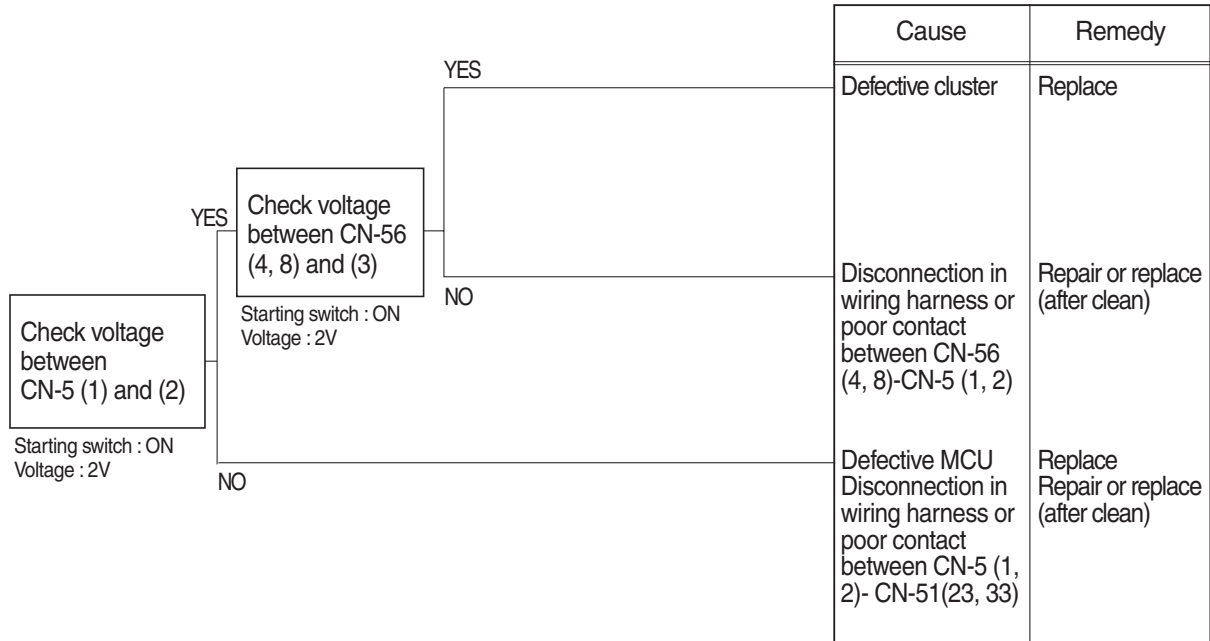 Cause
Remedy
YES
Defective cluster
Replace
YES
Check voltage
between CN-56
(4, 8) and (3)
Starting switch : ON
Voltage : 2V
NO
Disconnection in
wiring harness or
poor contact
between CN-56
(4, 8)-CN-5 (1, 2)
Repair or replace
(after clean)
Check voltage
between
CN-5 (1) and (2)
Starting switch : ON
Voltage : 2V
NO
Defective MCU
Disconnection in
wiring harness or
poor contact
between CN-5 (1,
2)- CN-51(23, 33)
Replace
Repair or replace
(after clean)